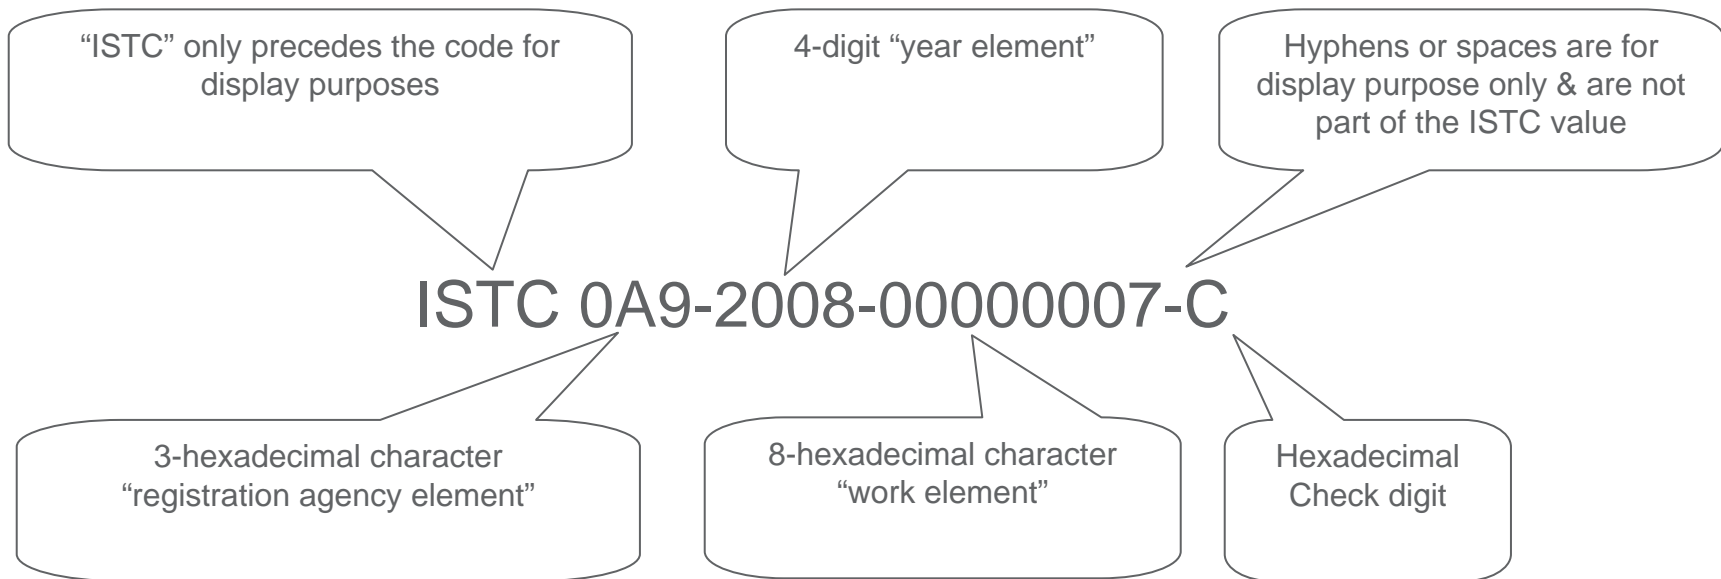 “ISTC” only precedes the code for
display purposes
4-digit “year element”
Hyphens or spaces are for
display purpose only & are not
part of the ISTC value
ISTC 0A9-2008-00000007-C
3-hexadecimal character
“registration agency element”
8-hexadecimal character
“work element”
Hexadecimal
Check digit